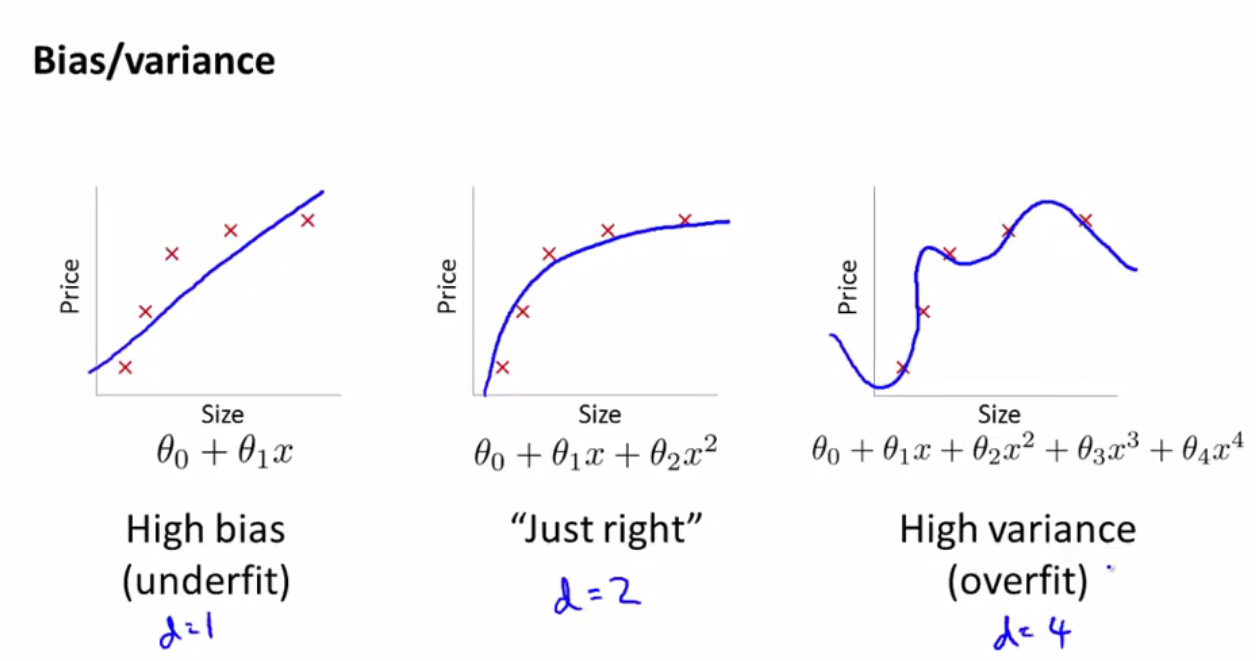 Bias/variance
Price
Size
θ₀ + θ₁x
High bias
(underfit)
d=1
Price
Size
θ₀ + θ₁x + θ₂x²
“Just right”
d=2
Price
Size
θ₀ + θ₁x + θ₂x² + θ₃x³ + θ₄x⁴
High variance
(overfit)
d=4